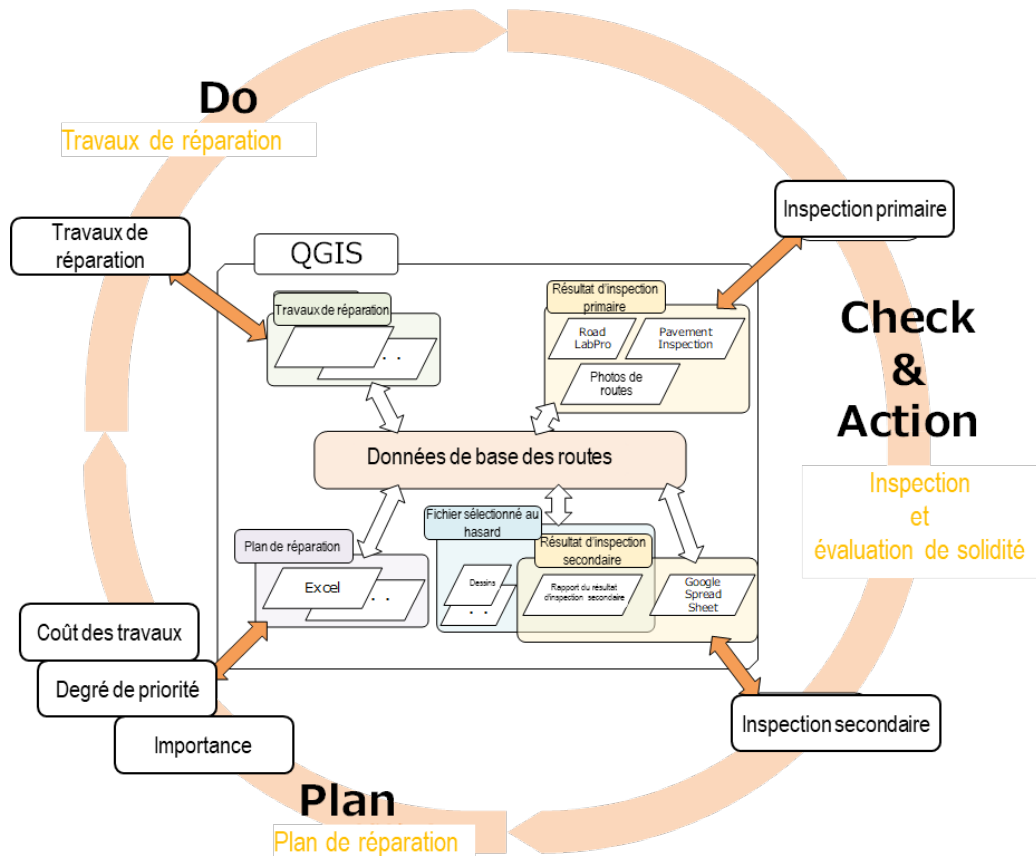 Do
Travaux de réparation
Inspection primaire
Travaux de
réparation
QGIS
Travaux de réparation
. .
Résultat d'inspection
primaire
Road
LabPro
Pavement
Inspection
Photos de
routes
Check
&
Action
Inspection
et
évaluation de solidité
Données de base des routes
Plan de réparation
Excel
. .
Fichier sélectionné au
hasard
Dessins
. .
Résultat d'inspection
secondaire
Rapport du résultat
d'inspection secondaire
Google
Spread
Sheet
Coût des travaux
Degré de priorité
Importance
Inspection secondaire
Plan
Plan de réparation